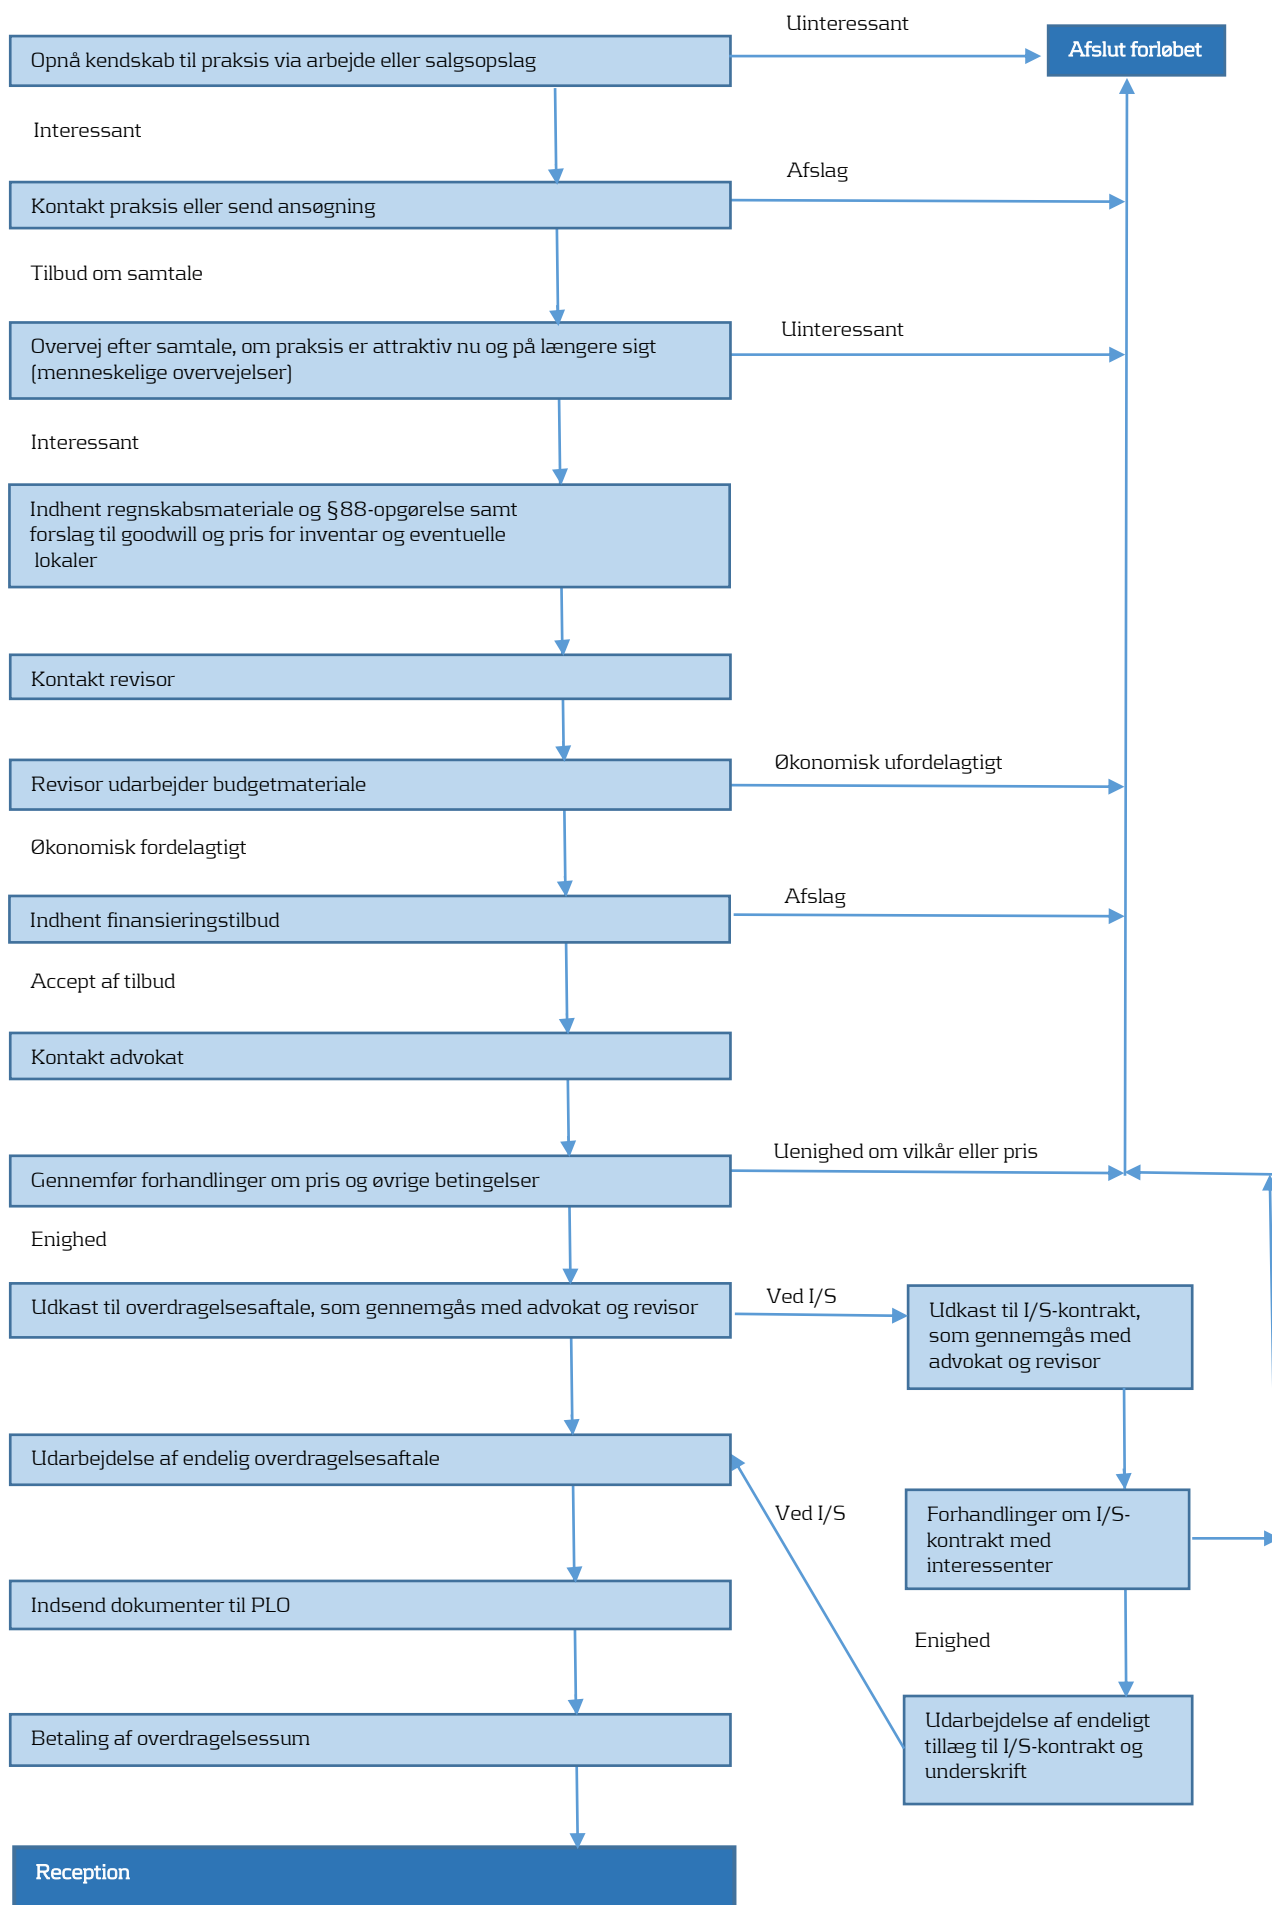 Uinteressant
Afslut forløbet
Opnå kendskab til praksis via arbejde eller salgsopslag
Interessant
Afslag
Kontakt praksis eller send ansøgning
Tilbud om samtale
Uinteressant
Overvej efter samtale, om praksis er attraktiv nu og på længere sigt
(menneskelige overvejelser)
Interessant
Indhent regnskabsmateriale og §88-opgørelse samt
forslag til goodwill og pris for inventar og eventuelle
lokaler
Kontakt revisor
Økonomisk ufordelagtigt
Revisor udarbejder budgetmateriale
Økonomisk fordelagtigt
Afslag
Indhent finansieringstilbud
Accept af tilbud
Kontakt advokat
Uenighed om vilkår eller pris
Gennemfør forhandlinger om pris og øvrige betingelser
Enighed
Udkast til overdragelsesaftale, som gennemgås med advokat og revisor
Ved I/S
Udkast til I/S-kontrakt,
som gennemgås med
advokat og revisor
Udarbejdelse af endelig overdragelsesaftale
Ved I/S
Forhandlinger om I/S-
kontrakt med
interessenter
Indsend dokumenter til PLO
Enighed
Udarbejdelse af endeligt
tillæg til I/S-kontrakt og
underskrift
Betaling af overdragelsessum
Reception